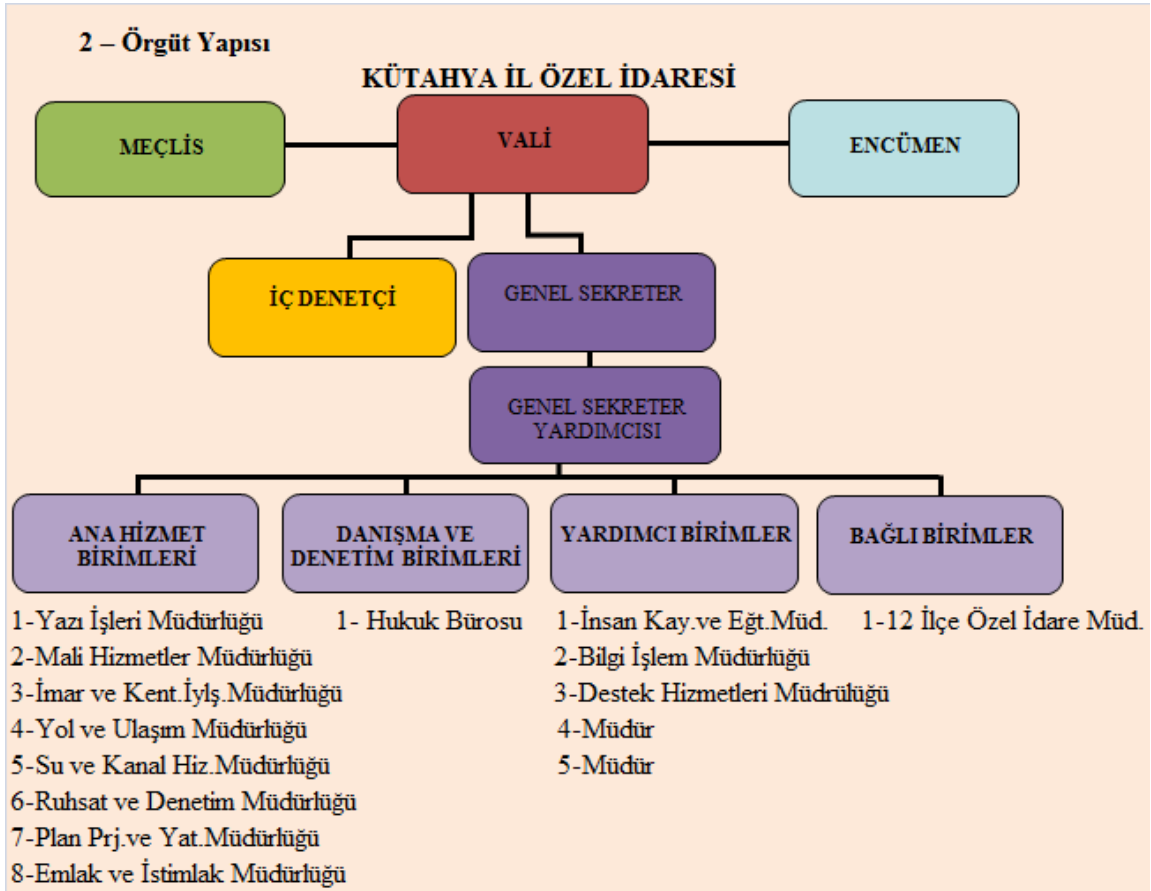 2 – Örgüt Yapısı
KÜTAHYA İL ÖZEL İDARESİ
MEÇLİS
VALİ
ENCÜMEN
İÇ DENETÇİ
GENEL SEKRETER
GENEL SEKRETER
YARDIMCISI
ANA HİZMET
BİRİMLERİ
DANIŞMA VE
DENETİM BİRİMLERİ
YARDIMCI BİRİMLER
BAĞLI BİRİMLER
1-Yazı İşleri Müdürlüğü
2-Mali Hizmetler Müdürlüğü
3-İmar ve Kent.İylş.Müdürlüğü
4-Yol ve Ulaşım Müdürlüğü
5-Su ve Kanal Hiz.Müdürlüğü
6-Ruhsat ve Denetim Müdürlüğü
7-Plan Prj.ve Yat.Müdürlüğü
8-Emlak ve İstimlak Müdürlüğü
1- Hukuk Bürosu
1-İnsan Kay.ve Eğt.Müd.
2-Bilgi İşlem Müdürlüğü
3-Destek Hizmetleri Müdrülüğü
4-Müdür
5-Müdür
1-12 İlçe Özel İdare Müd.